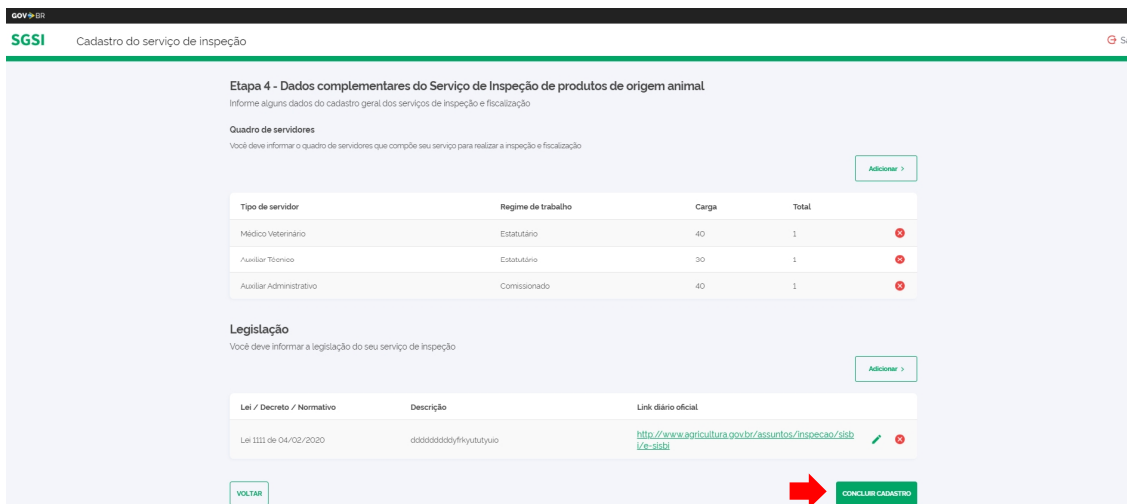 GOV BR
SGSI Cadastro do serviço de inspeção
Etapa 4 - Dados complementares do Serviço de Inspeção de produtos de origem animal
Informe alguns dados do cadastro geral dos serviços de inspeção e fiscalização
Quadro de servidores
Você deve informar o quadro de servidores que compõe seu serviço para realizar a inspeção e fiscalização
Adicionar >
Tipo de servidor Regime de trabalho Carga Total
Médico Veterinário Estatutário 40 1
Auxiliar Técnico Estatutário 30 1
Auxiliar Administrativo Comissionado 40 1
Legislação
Você deve informar a legislação do seu serviço de inspeção
Adicionar >
Lei / Decreto / Normativo Descrição Link diário oficial
Lei 1111 de 04/02/2020 dddddddddyfrkyututyuio http://www.agricultura.gov.br/assuntos/inspecao/sisb
i/e-sisbi
VOLTAR CONCLUIR CADASTRO